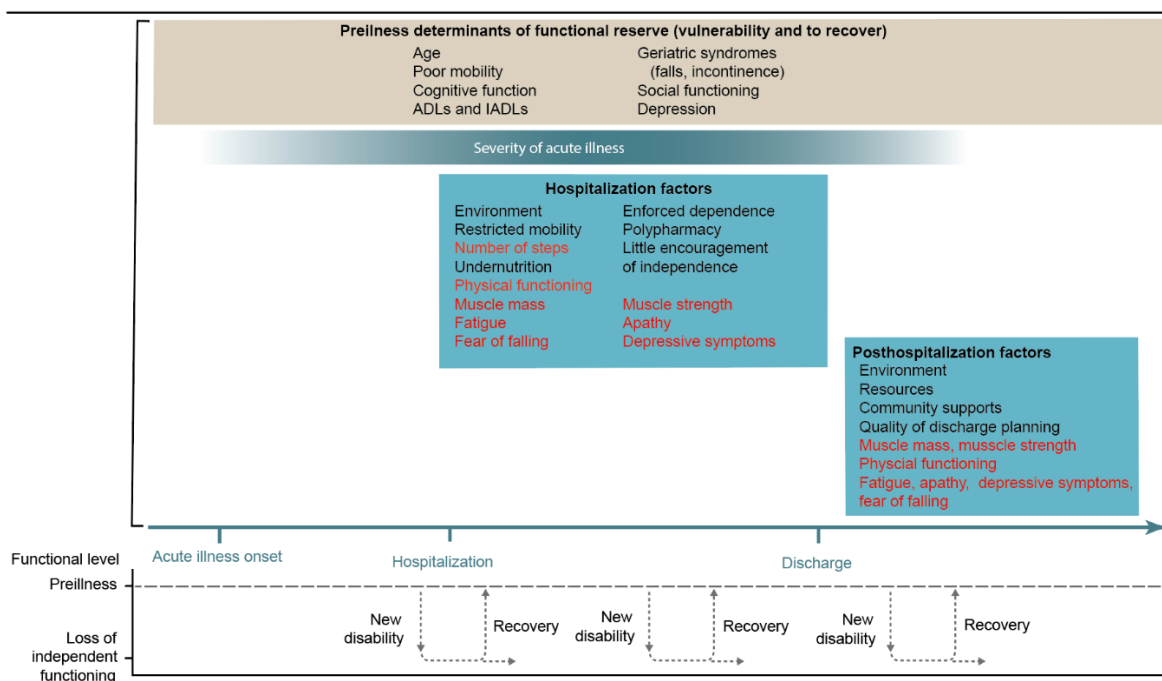 Preilness determinants of functional reserve (vulnerability and to recover)
Age
Poor mobility
Cognitive function
ADLs and IADLs
Geriatric syndromes
(falls, incontinence)
Social functioning
Depression
Severity of acute illness
Hospitalization factors
Environment
Restricted mobility
Number of steps
Undernutrition
Physical functioning
Muscle mass
Fatigue
Fear of falling
Enforced dependence
Polypharmacy
Little encouragement
of independence
Muscle strength
Apathy
Depressive symptoms
Posthospitalization factors
Environment
Resources
Community supports
Quality of discharge planning
Muscle mass, musscle strength
Physcial functioning
Fatigue, apathy, depressive symptoms,
fear of falling
Acute illness onset
Hospitalization
Discharge
Functional level
Preillness
Loss of
independent
functioning
New
disability
Recovery
New
disability
Recovery
New
disability
Recovery